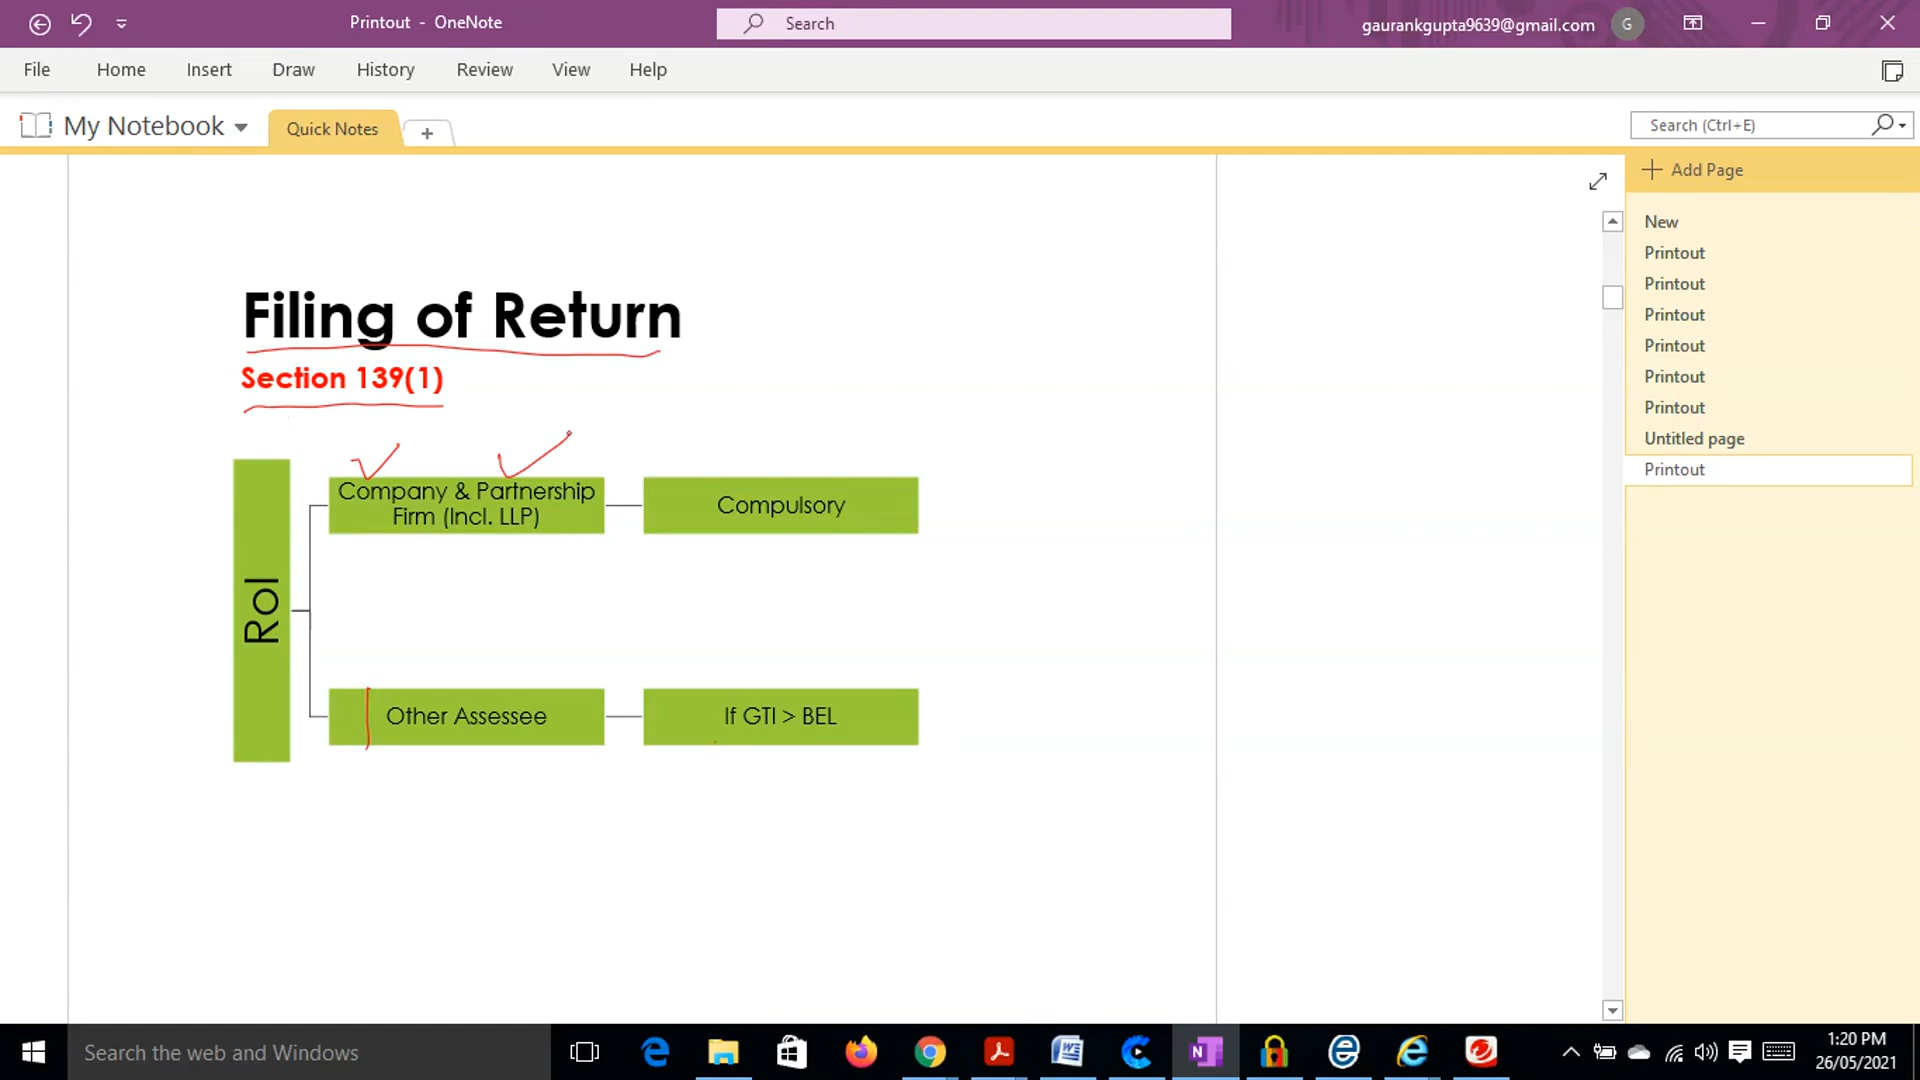 Printout - OneNote
Search
gaurankgupta9639@gmail.com
G
File Home Insert Draw History Review View Help
My Notebook
Quick Notes
Search (Ctrl+E)
Add Page
New
Printout
Printout
Printout
Printout
Printout
Printout
Untitled page
Printout
Filing of Return
Section 139(1)
RoI
Company & Partnership
Firm (Incl. LLP)
Compulsory
Other Assessee
If GTI > BEL
Search the web and Windows
1:20 PM
26/05/2021